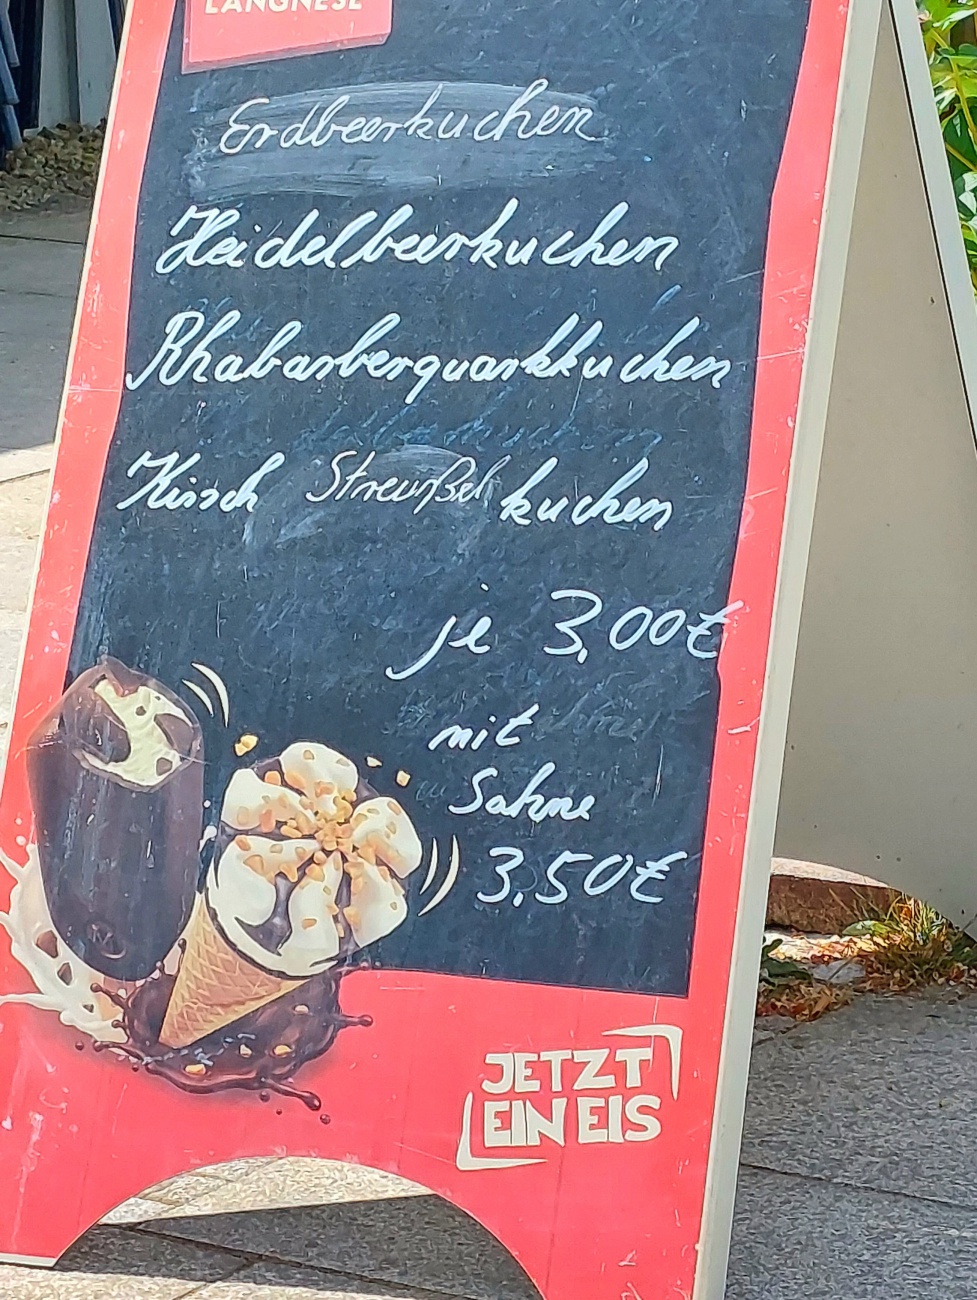 LANGNESE
Erdbeerkuchen
Heidelbeerkuchen
Rhabarberquarkkuchen
Kirsch Streußel kuchen
je 3,00€
mit
Sahne
3,50€
JETZT
EIN EIS